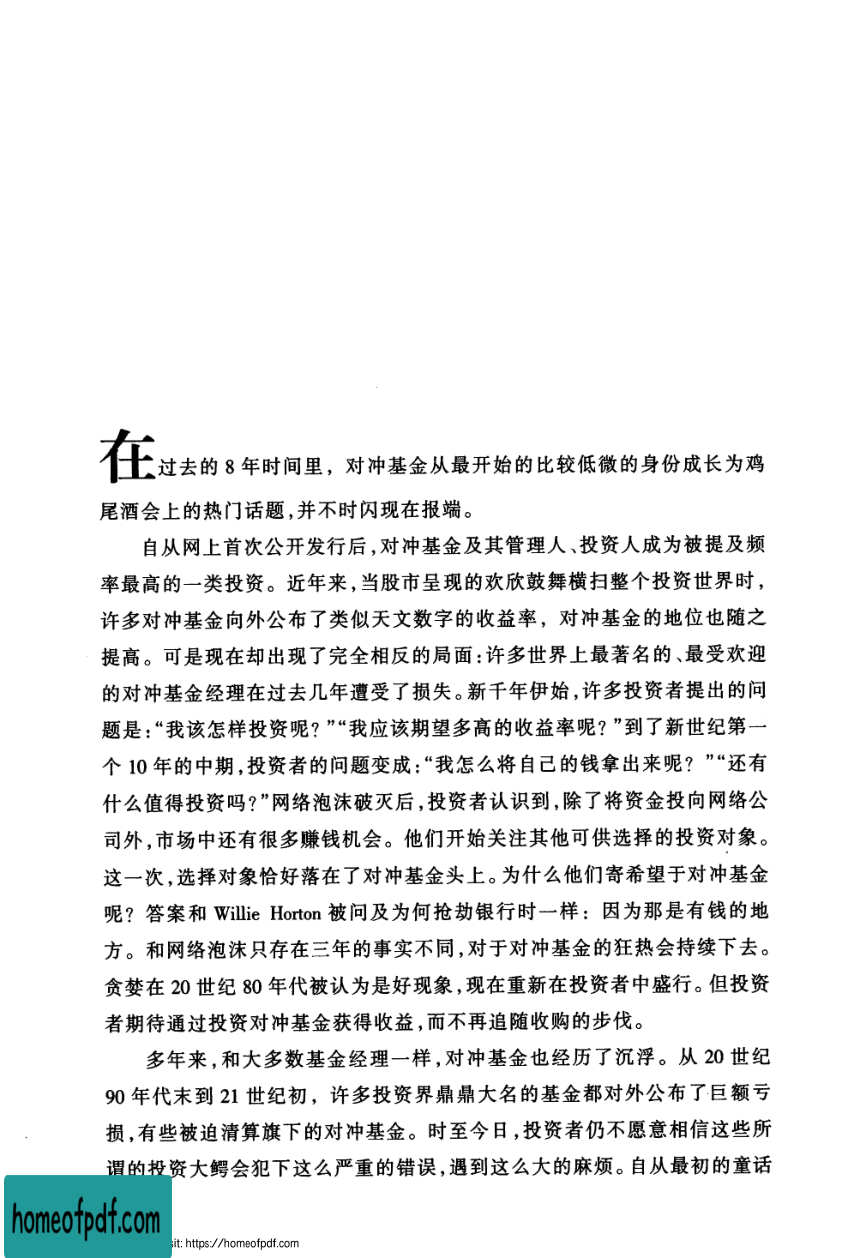 在过去的 8 年时间里，对冲基金从最开始的比较低微的身份成长为鸡
尾酒会上的热门话题，并不时闪现在报端。
自从网上首次公开发行后，对冲基金及其管理人、投资人成为被提及频
率最高的一类投资。近年来，当股市呈现的欢欣鼓舞横扫整个投资世界时，
许多对冲基金向外公布了类似天文数字的收益率，对冲基金的地位也随之
提高。可是现在却出现了完全相反的局面：许多世界上最著名的、最受欢迎
的对冲基金经理在过去几年遭受了损失。新千年伊始，许多投资者提出的问
题是：“我该怎样投资呢？”“我应该期望多高的收益率呢？”到了新世纪第一
个 10 年的中期，投资者的问题变成：“我怎么将自己的钱拿出来呢？”“还有
什么值得投资吗？”网络泡沫破灭后，投资者认识到，除了将资金投向网络公
司外，市场中还有很多赚钱机会。他们开始关注其他可供选择的投资对象。
这一次，选择对象恰好落在了对冲基金头上。为什么他们寄希望于对冲基金
呢？答案和 Willie Horton 被问及为何抢劫银行时一样：因为那是有钱的地
方。和网络泡沫只存在三年的事实不同，对于对冲基金的狂热会持续下去。
贪婪在 20 世纪 80 年代被认为是好现象，现在重新在投资者中盛行。但投资
者期待通过投资对冲基金获得收益，而不再追随收购的步伐。
多年来，和大多数基金经理一样，对冲基金也经历了沉浮。从 20 世纪
90 年代末到 21 世纪初，许多投资界鼎鼎大名的基金都对外公布了巨额亏
损，有些被迫清算旗下的对冲基金。时至今日，投资者仍不愿意相信这些所
谓的投资大鳄会犯下这么严重的错误，遇到这么大的麻烦。自从最初的童话
homeofpdf.com
sit: https://homeofpdf.com